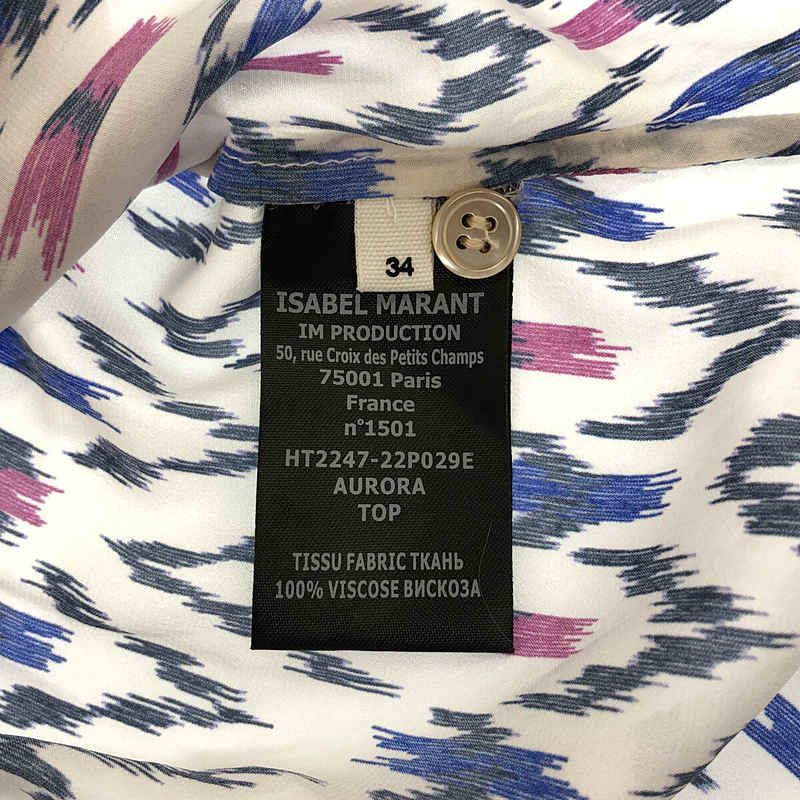 34
ISABEL MARANT
IM PRODUCTION
50, rue Croix des Petits Champs
75001 Paris
France
n°1501
HT2247-22P029E
AURORA
TOP
TISSU FABRIC ТКАНЬ
100% VISCOSE ВИСКОЗА